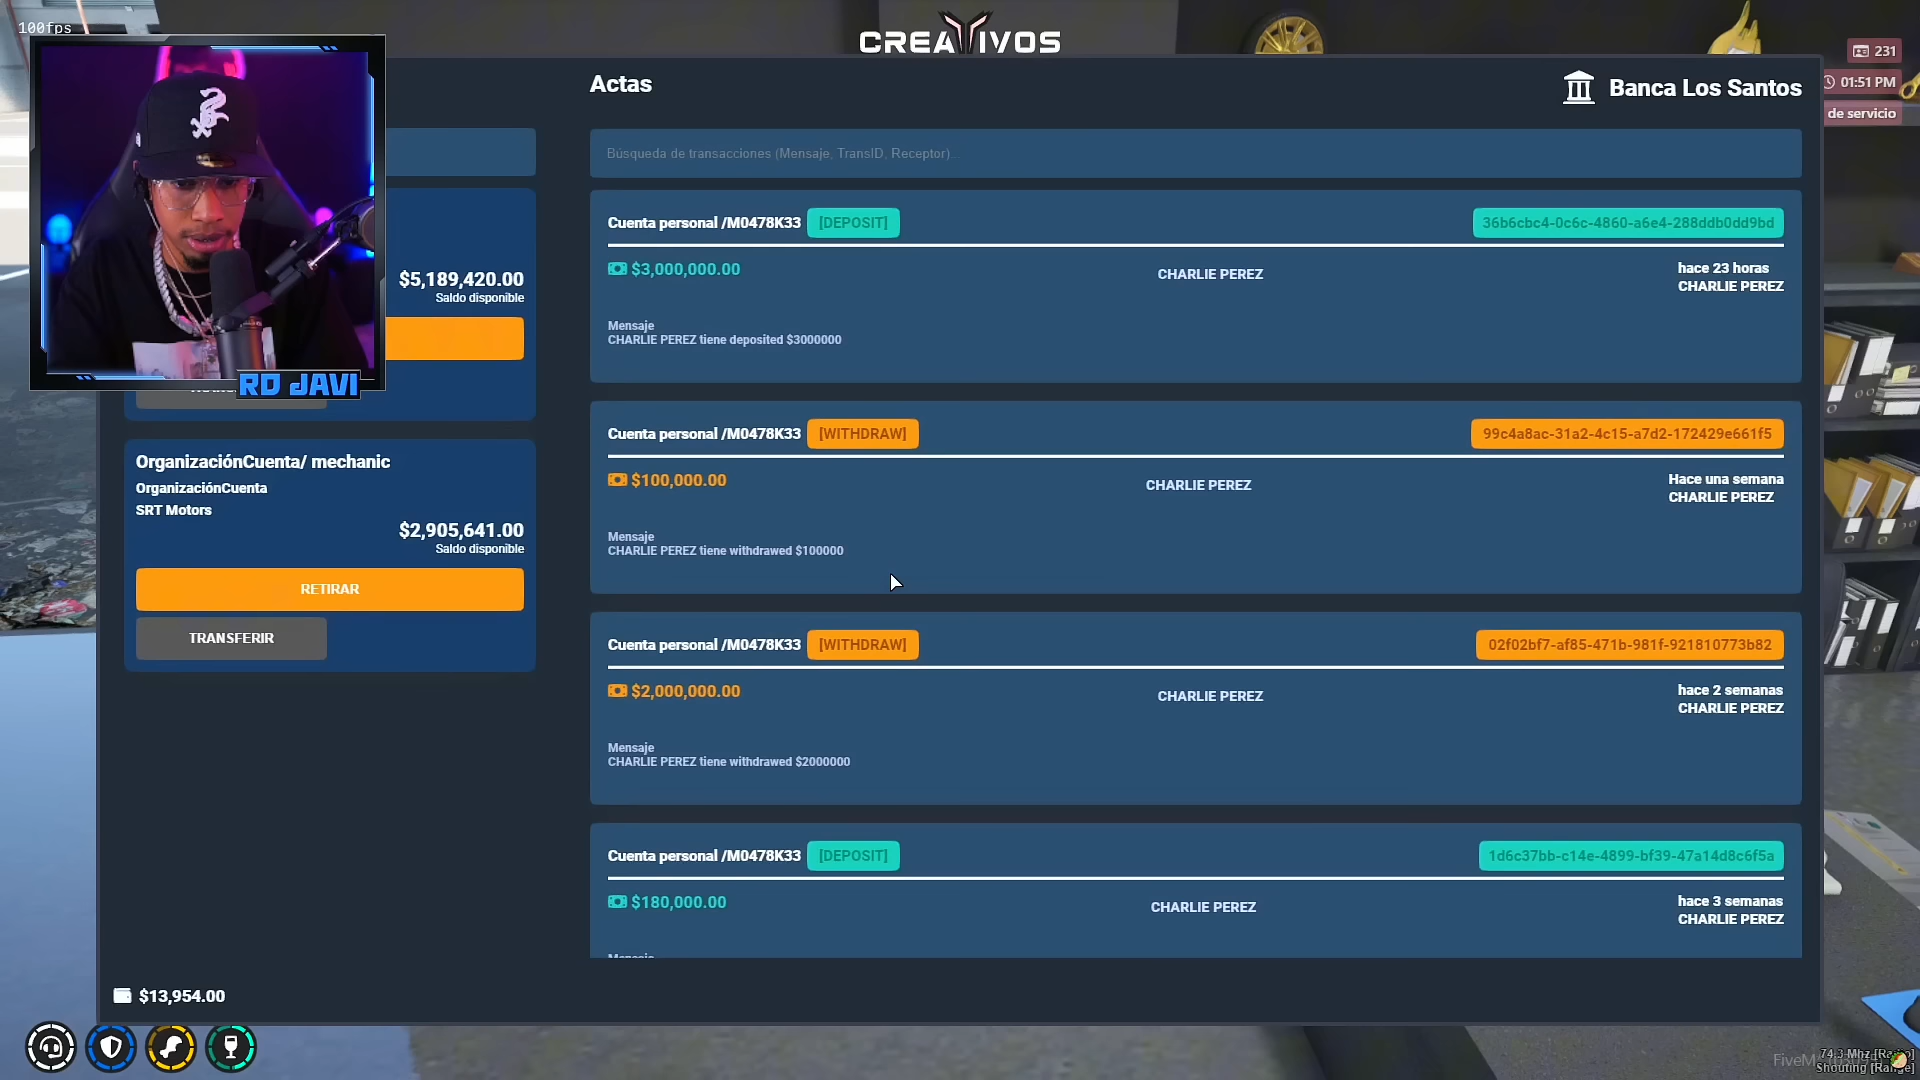 100fps
CREATIVOS
231
01:51 PM
de servicio
RD JAVI
Actas
Banca Los Santos
Búsqueda de transacciones (Mensaje, TransID, Receptor)...
$5,189,420.00
Saldo disponible
OrganizaciónCuenta/ mechanic
OrganizaciónCuenta
SRT Motors
$2,905,641.00
Saldo disponible
RETIRAR
TRANSFERIR
$13,954.00
Cuenta personal /M0478K33 [DEPOSIT] 36b6cbc4-0c6c-4860-a6e4-288ddb0dd9bd
$3,000,000.00 CHARLIE PEREZ hace 23 horas
CHARLIE PEREZ
Mensaje
CHARLIE PEREZ tiene deposited $3000000
Cuenta personal /M0478K33 [WITHDRAW] 99c4a8ac-31a2-4c15-a7d2-172429e661f5
$100,000.00 CHARLIE PEREZ Hace una semana
CHARLIE PEREZ
Mensaje
CHARLIE PEREZ tiene withdrawed $100000
Cuenta personal /M0478K33 [WITHDRAW] 02f02bf7-af85-471b-981f-921810773b82
$2,000,000.00 CHARLIE PEREZ hace 2 semanas
CHARLIE PEREZ
Mensaje
CHARLIE PEREZ tiene withdrawed $2000000
Cuenta personal /M0478K33 [DEPOSIT] 1d6c37bb-c14e-4899-bf39-47a14d8c6f5a
$180,000.00 CHARLIE PEREZ hace 3 semanas
CHARLIE PEREZ
Mensaje
74.3 Mhz [Radio]
Shouting [Range]